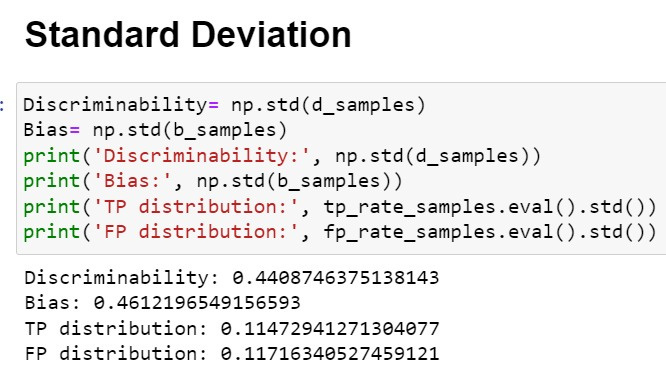 Standard Deviation
: Discriminability= np.std(d_samples)
Bias= np.std(b_samples)
print('Discriminability:', np.std(d_samples))
print('Bias:', np.std(b_samples))
print('TP distribution:', tp_rate_samples.eval().std())
print('FP distribution:', fp_rate_samples.eval().std())
Discriminability: 0.4408746375138143
Bias: 0.4612196549156593
TP distribution: 0.11472941271304077
FP distribution: 0.11716340527459121